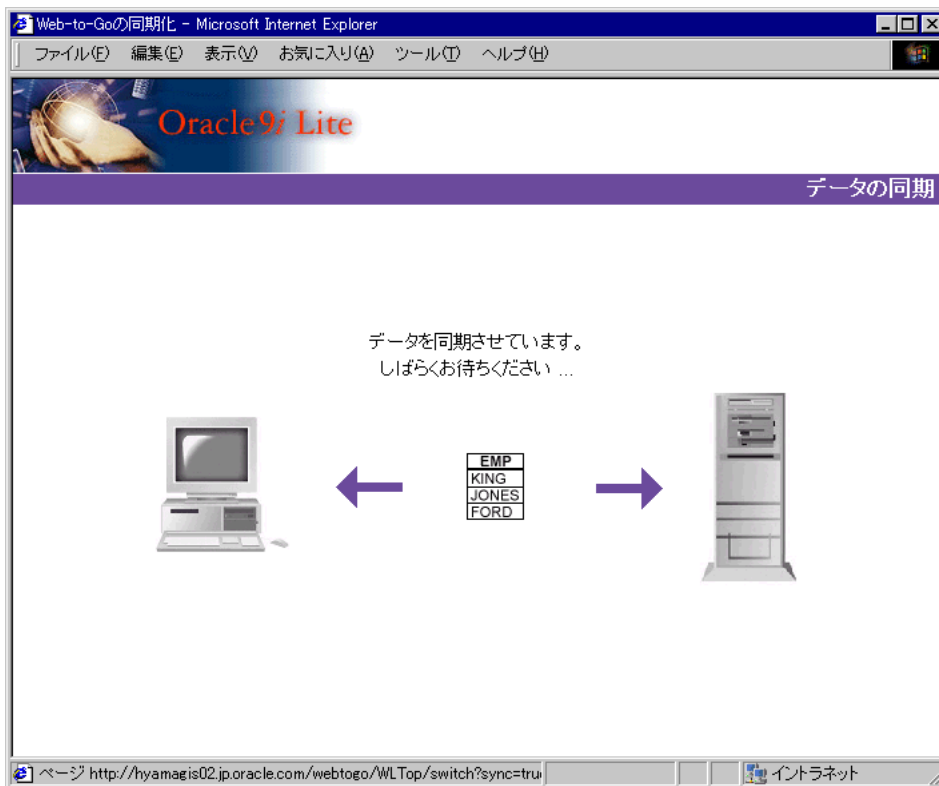 Web-to-Goの同期化 - Microsoft Internet Explorer
ファイル(F) 編集(E) 表示(V) お気に入り(A) ツール(T) ヘルプ(H)
Oracle9i Lite
データの同期
データを同期させています。
しばらくお待ちください ...
EMP
KING
JONES
FORD
ページ http://hyamagis02.jp.oracle.com/webtogo/WLTop/switch?sync=tru
イントラネット